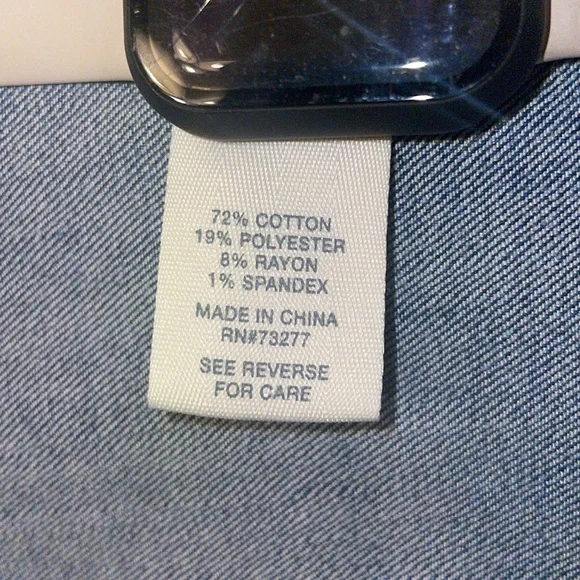 72% COTTON
19% POLYESTER
8% RAYON
1% SPANDEX
MADE IN CHINA
RN#73277
SEE REVERSE
FOR CARE